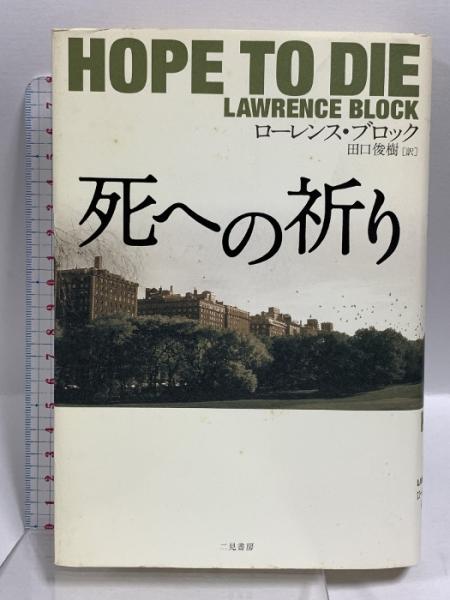 HOPE TO DIE
LAWRENCE BLOCK
ローレンス・ブロック
田口俊樹[訳]
死への祈り
二見書房